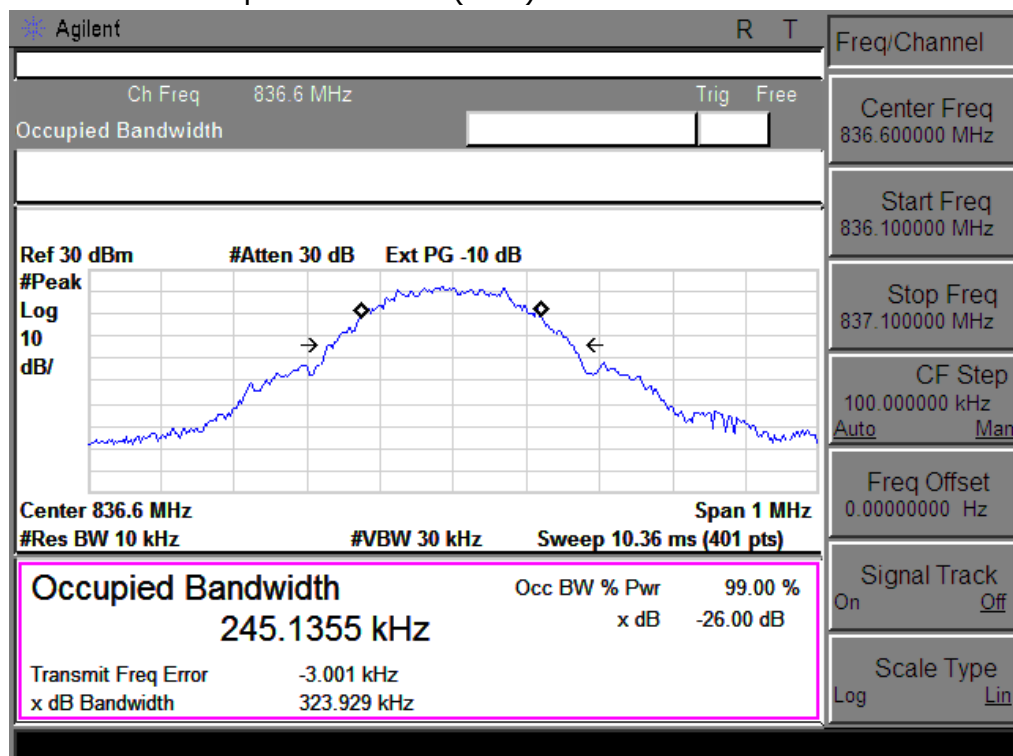 Agilent R T
Ch Freq 836.6 MHz Trig Free
Occupied Bandwidth
Ref 30 dBm #Atten 30 dB Ext PG -10 dB
#Peak
Log
10
dB/
Center 836.6 MHz Span 1 MHz
#Res BW 10 kHz #VBW 30 kHz Sweep 10.36 ms (401 pts)
Occupied Bandwidth Occ BW % Pwr 99.00 %
245.1355 kHz x dB -26.00 dB
Transmit Freq Error -3.001 kHz
x dB Bandwidth 323.929 kHz
Freq/Channel
Center Freq
836.600000 MHz
Start Freq
836.100000 MHz
Stop Freq
837.100000 MHz
CF Step
100.000000 kHz
Auto Man
Freq Offset
0.00000000 Hz
Signal Track
On Off
Scale Type
Log Lin